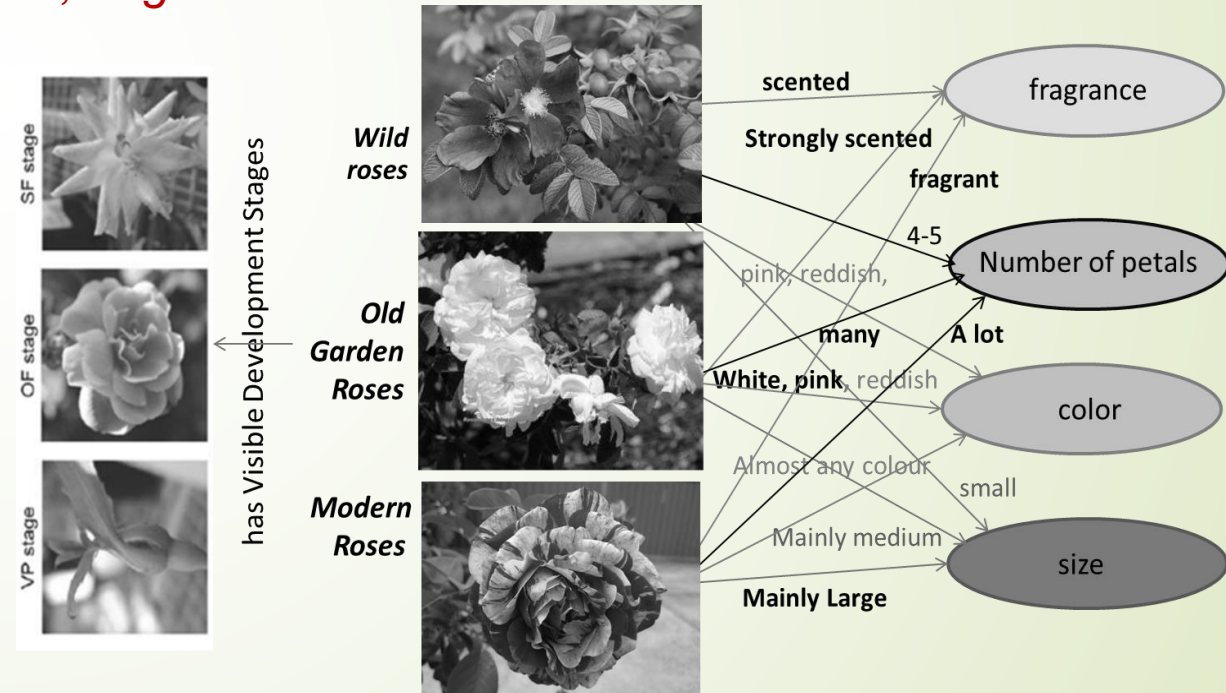 SF stage
OF stage
VP stage
has Visible Development Stages
Wild
roses
Old
Garden
Roses
Modern
Roses
scented
Strongly scented
fragrant
4-5
pink, reddish,
many
A lot
White, pink, reddish
Almost any colour
small
Mainly medium
Mainly Large
fragrance
Number of petals
color
size